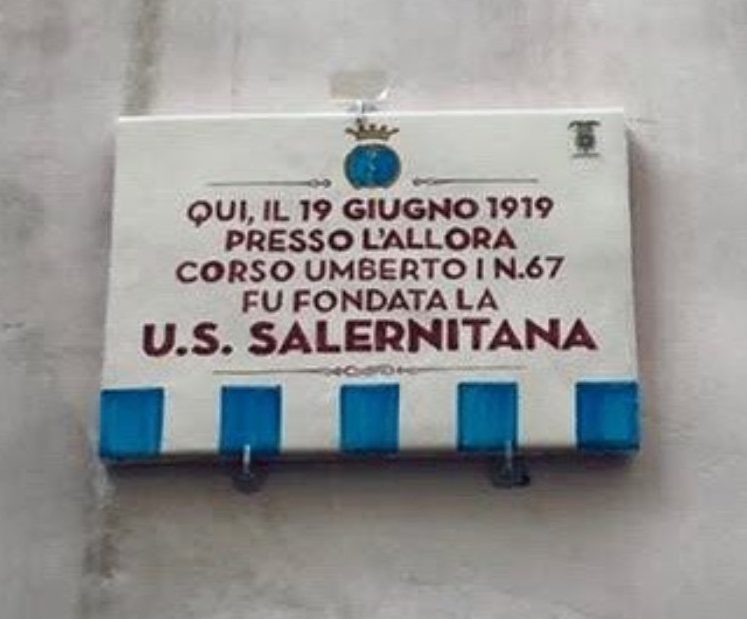 QUI, IL 19 GIUGNO 1919
PRESSO L'ALLORA
CORSO UMBERTO I N.67
FU FONDATA LA
U.S. SALERNITANA